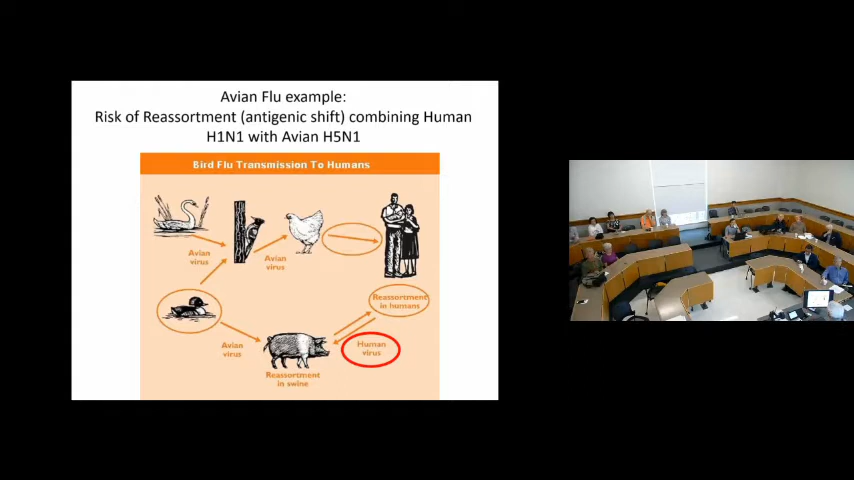 Avian Flu example:
Risk of Reassortment (antigenic shift) combining Human
H1N1 with Avian H5N1
Bird Flu Transmission To Humans
Avian
virus
Avian
virus
Reassortment
in humans
Avian
virus
Human
virus
Reassortment
in swine